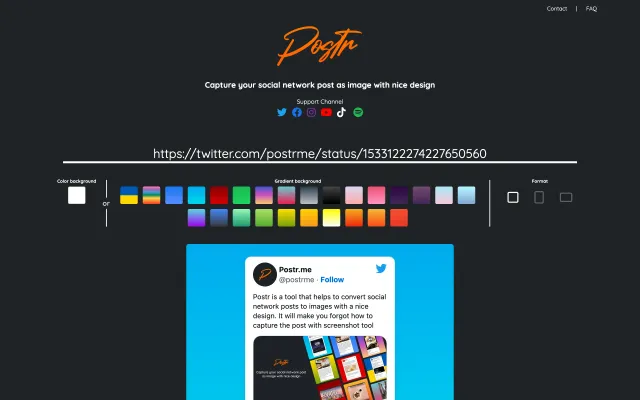 Contact | FAQ
Postr
Capture your social network post as image with nice design
Support Channel
https://twitter.com/postrme/status/1533122274227650560
Color background
Gradient background
Format
or
Postr.me
@postrme · Follow
Postr is a tool that helps to convert social
network posts to images with a nice
design. It will make you forgot how to
capture the post with screenshot tool
Postr
Capture your social network post
as image with nice design